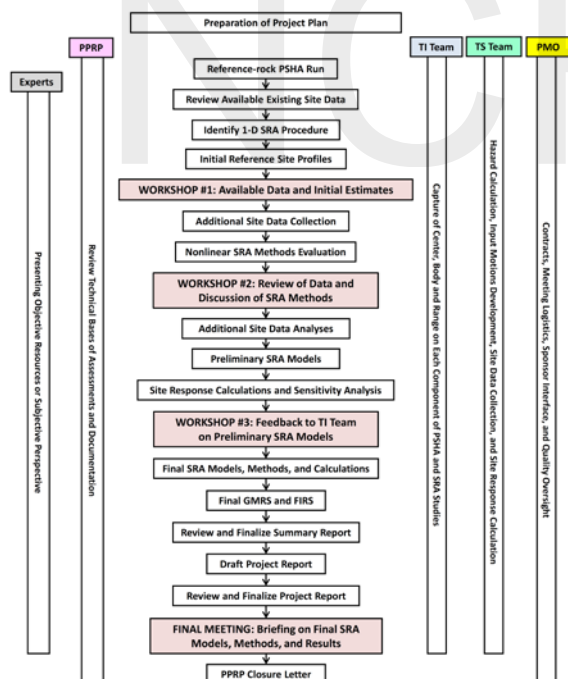 Preparation of Project Plan
PPRP
TI Team
TS Team
PMO
Experts
Reference-rock PSHA Run
Review Available Existing Site Data
Identify 1-D SRA Procedure
Initial Reference Site Profiles
WORKSHOP #1: Available Data and Initial Estimates
Additional Site Data Collection
Nonlinear SRA Methods Evaluation
WORKSHOP #2: Review of Data and
Discussion of SRA Methods
Additional Site Data Analyses
Preliminary SRA Models
Site Response Calculations and Sensitivity Analysis
WORKSHOP #3: Feedback to TI Team
on Preliminary SRA Models
Final SRA Models, Methods, and Calculations
Final GMRS and FIRS
Review and Finalize Summary Report
Draft Project Report
Review and Finalize Project Report
FINAL MEETING: Briefing on Final SRA
Models, Methods, and Results
PPRP Closure Letter
Presenting Objective Resources or Subjective Perspective
Review Technical Bases of Assessments and Documentation
Capture of Center, Body and Range on Each Component of PSHA and SRA Studies
Hazard Calculation, Input Motions Development, Site Data Collection, and Site Response Calculation
Contracts, Meeting Logistics, Sponsor Interface, and Quality Oversight